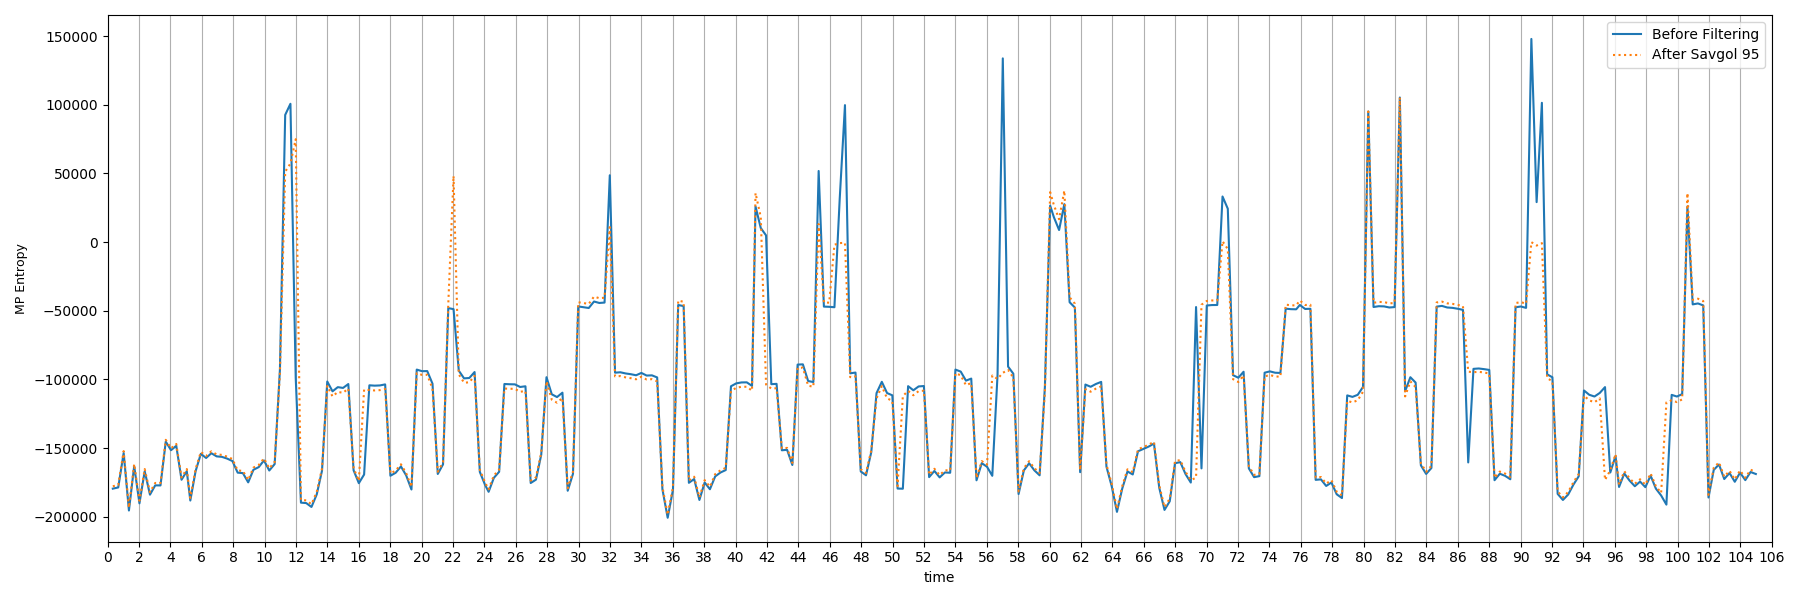 Before Filtering
After Savgol 95
150000
100000
50000
0
−50000
−100000
−150000
−200000
MP Entropy
0 2 4 6 8 10 12 14 16 18 20 22 24 26 28 30 32 34 36 38 40 42 44 46 48 50 52 54 56 58 60 62 64 66 68 70 72 74 76 78 80 82 84 86 88 90 92 94 96 98 100 102 104 106
time